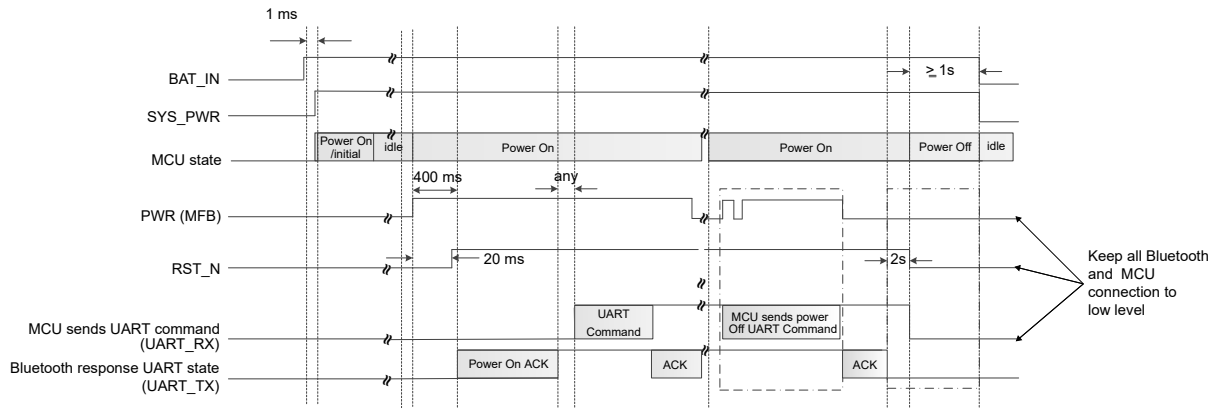 1 ms
BAT_IN
≥ 1s
SYS_PWR
MCU state
Power On
/initial
idle
Power On
Power On
Power Off
idle
400 ms
any
PWR (MFB)
RST_N
20 ms
2s
Keep all Bluetooth
and MCU
connection to
low level
MCU sends UART command
(UART_RX)
UART
Command
MCU sends power
Off UART Command
Bluetooth response UART state
(UART_TX)
Power On ACK
ACK
ACK